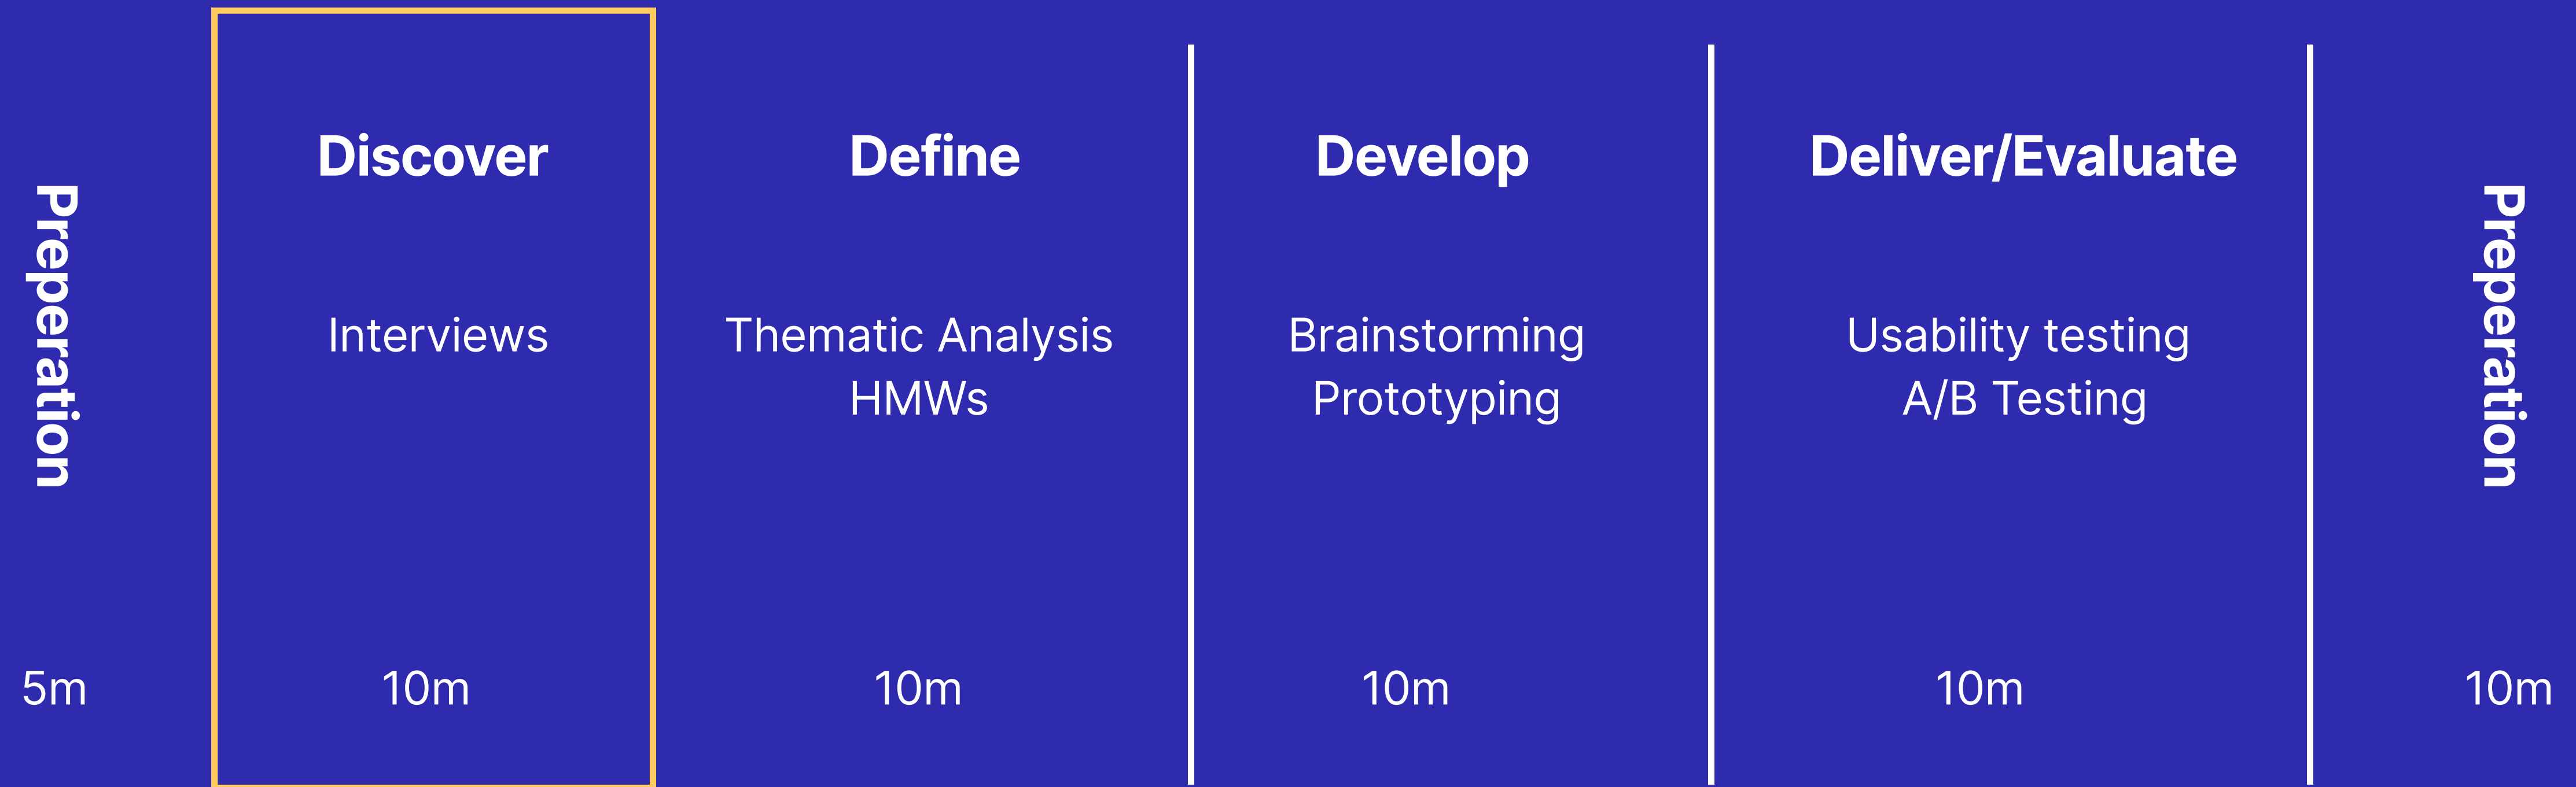 Preperation
5m
Discover
Interviews
10m
Define
Thematic Analysis
HMWs
10m
Develop
Brainstorming
Prototyping
10m
Deliver/Evaluate
Usability testing
A/B Testing
10m
Preperation
10m